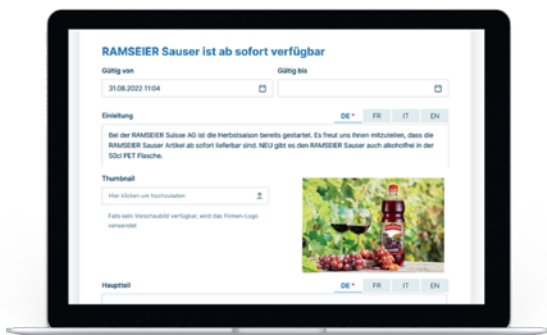 RAMSEIER Sauser ist ab sofort verfügbar
Gültig von
Gültig bis
31.08.2022 11:04
Einleitung
DE * FR IT EN
Bei der RAMSEIER Suisse AG ist die Herbstsaison bereits gestartet. Es freut uns Ihnen mitzuteilen, dass die
RAMSEIER Sauser Artikel ab sofort lieferbar sind. NEU gibt es den RAMSEIER Sauser auch alkoholfrei in der
50cl PET Flasche.
Thumbnail
Hier klicken um hochzuladen
Falls kein Vorschaubild verfügbar, wird das Firmen-Logo
verwendet
Hauptteil
DE * FR IT EN